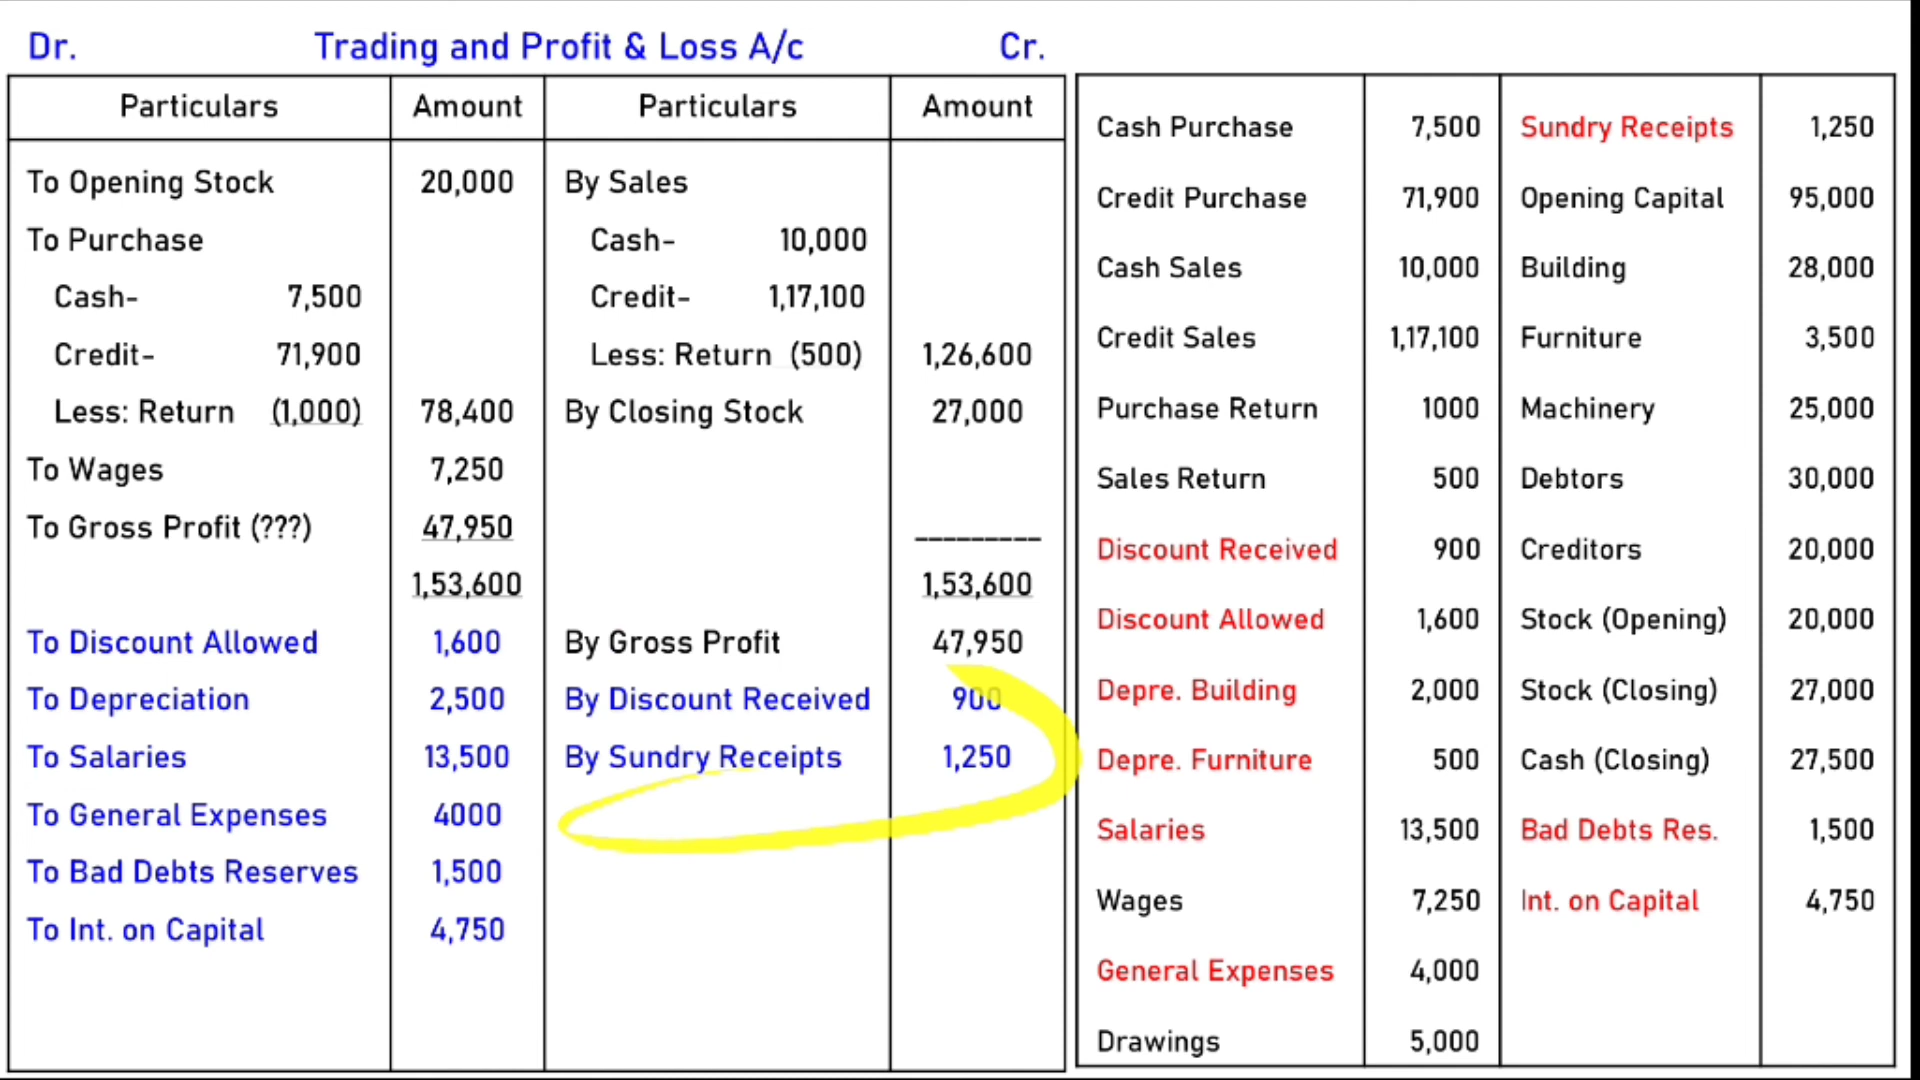 Dr. Trading and Profit & Loss A/c Cr.
Particulars Amount Particulars Amount
To Opening Stock 20,000 By Sales
To Purchase Cash- 10,000
Cash- 7,500 Credit- 1,17,100
Credit- 71,900 Less: Return (500) 1,26,600
Less: Return (1,000) 78,400 By Closing Stock 27,000
To Wages 7,250
To Gross Profit (???) 47,950 ---------
1,53,600 1,53,600
To Discount Allowed 1,600 By Gross Profit 47,950
To Depreciation 2,500 By Discount Received 900
To Salaries 13,500 By Sundry Receipts 1,250
To General Expenses 4000
To Bad Debts Reserves 1,500
To Int. on Capital 4,750
Cash Purchase 7,500 Sundry Receipts 1,250
Credit Purchase 71,900 Opening Capital 95,000
Cash Sales 10,000 Building 28,000
Credit Sales 1,17,100 Furniture 3,500
Purchase Return 1000 Machinery 25,000
Sales Return 500 Debtors 30,000
Discount Received 900 Creditors 20,000
Discount Allowed 1,600 Stock (Opening) 20,000
Depre. Building 2,000 Stock (Closing) 27,000
Depre. Furniture 500 Cash (Closing) 27,500
Salaries 13,500 Bad Debts Res. 1,500
Wages 7,250 Int. on Capital 4,750
General Expenses 4,000
Drawings 5,000